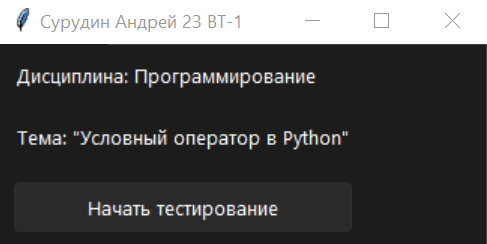 Сурудин Андрей 23 ВТ-1
Дисциплина: Программирование
Тема: "Условный оператор в Python"
Начать тестирование